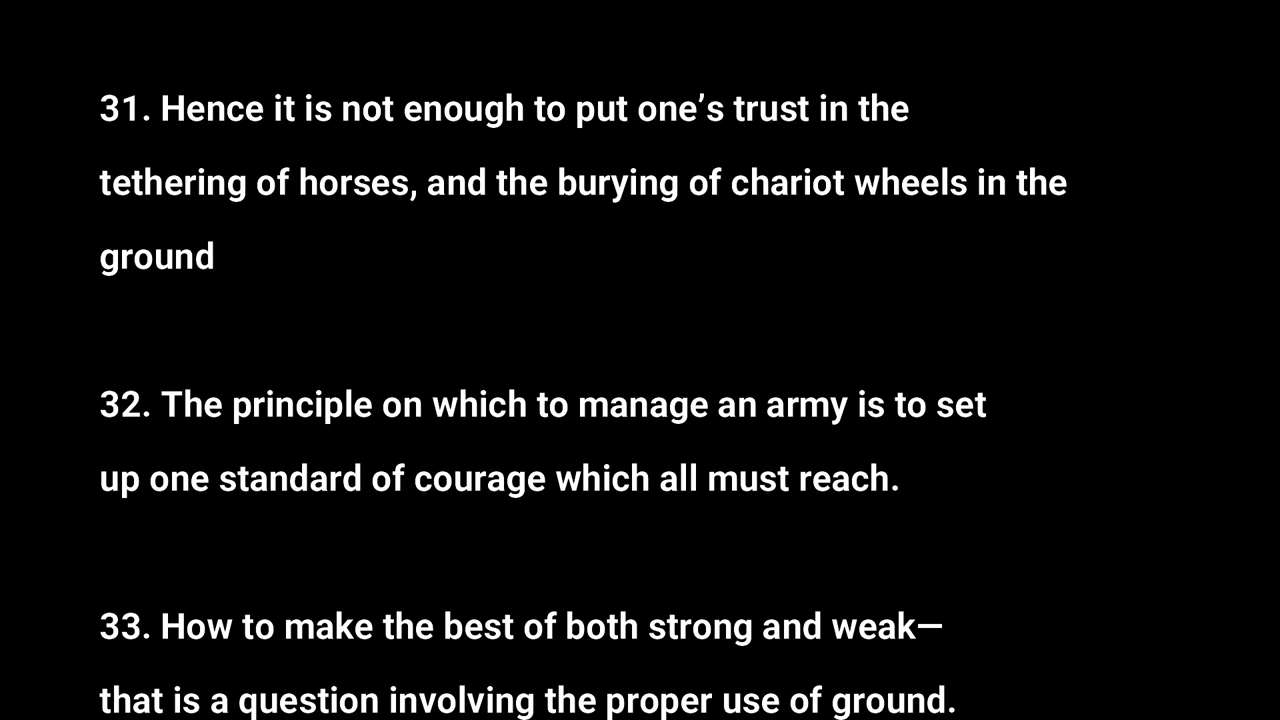 31. Hence it is not enough to put one’s trust in the
tethering of horses, and the burying of chariot wheels in the
ground
32. The principle on which to manage an army is to set
up one standard of courage which all must reach.
33. How to make the best of both strong and weak—
that is a question involving the proper use of ground.